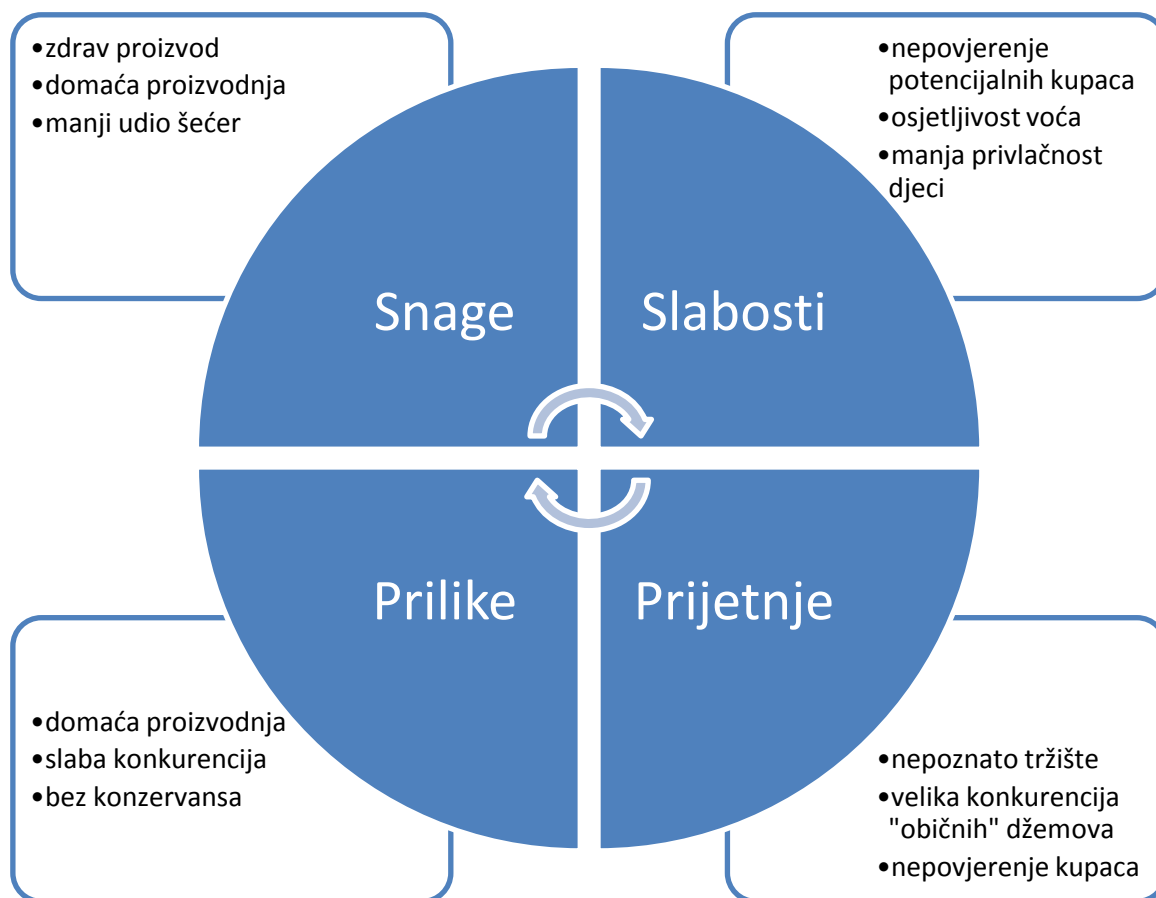 •zdrav proizvod
•domaća proizvodnja
•manji udio šećer
•nepovjerenje
potencijalnih kupaca
•osjetljivost voća
•manja privlačnost
djeci
Snage
Slabosti
Prilike
Prijetnje
•domaća proizvodnja
•slaba konkurencija
•bez konzervansa
•nepoznato tržište
•velika konkurencija
"običnih" džemova
•nepovjerenje kupaca